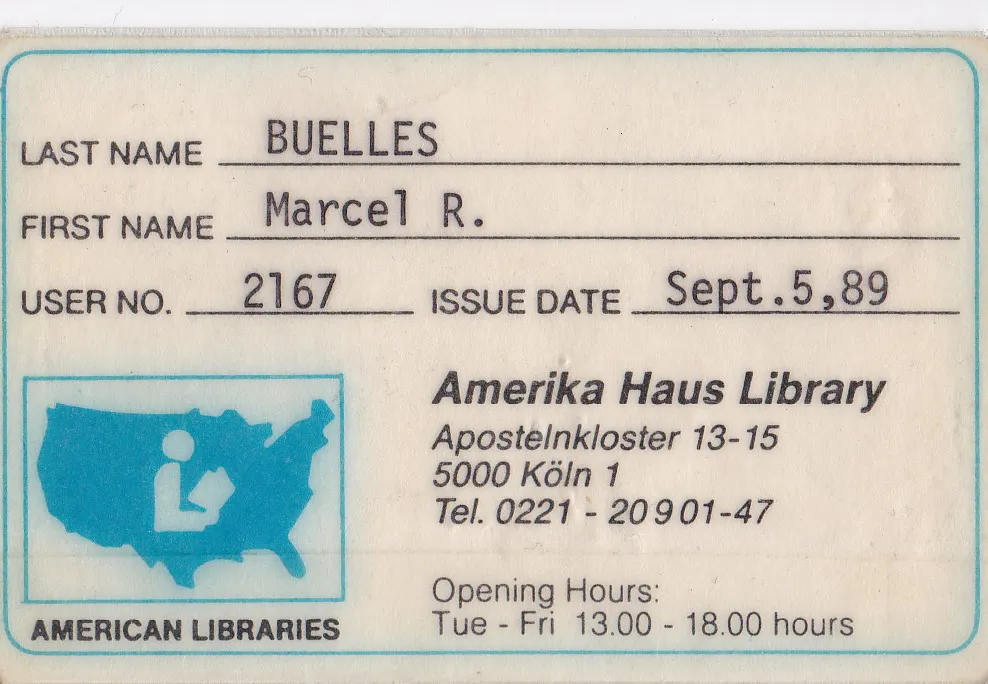 LAST NAME BUELLES
FIRST NAME Marcel R.
USER NO. 2167 ISSUE DATE Sept.5,89
Amerika Haus Library
Apostelnkloster 13-15
5000 Köln 1
Tel. 0221 - 20901-47
Opening Hours:
Tue - Fri 13.00 - 18.00 hours
AMERICAN LIBRARIES